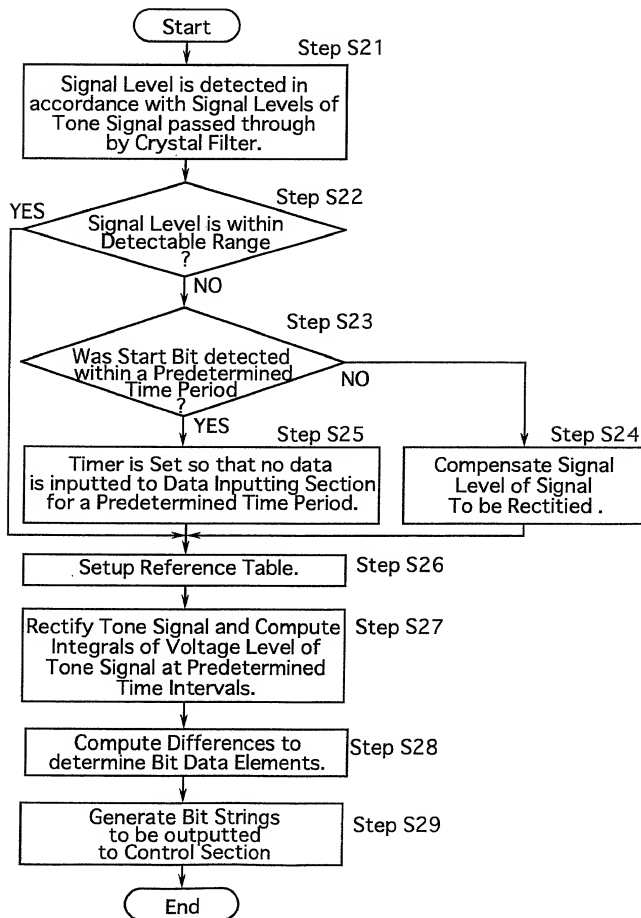 Start
Step S21
Signal Level is detected in
accordance with Signal Levels of
Tone Signal passed through
by Crystal Filter.
Step S22
YES
Signal Level is within
Detectable Range
?
NO
Step S23
Was Start Bit detected
within a Predetermined
Time Period
?
NO
YES
Step S25
Timer is Set so that no data
is inputted to Data Inputting Section
for a Predetermined Time Period.
Step S24
Compensate Signal
Level of Signal
To be Rectitied .
Setup Reference Table.
Step S26
Rectify Tone Signal and Compute
Integrals of Voltage Level of
Tone Signal at Predetermined
Time Intervals.
Step S27
Compute Differences to
determine Bit Data Elements.
Step S28
Generate Bit Strings
to be outputted
to Control Section
Step S29
End